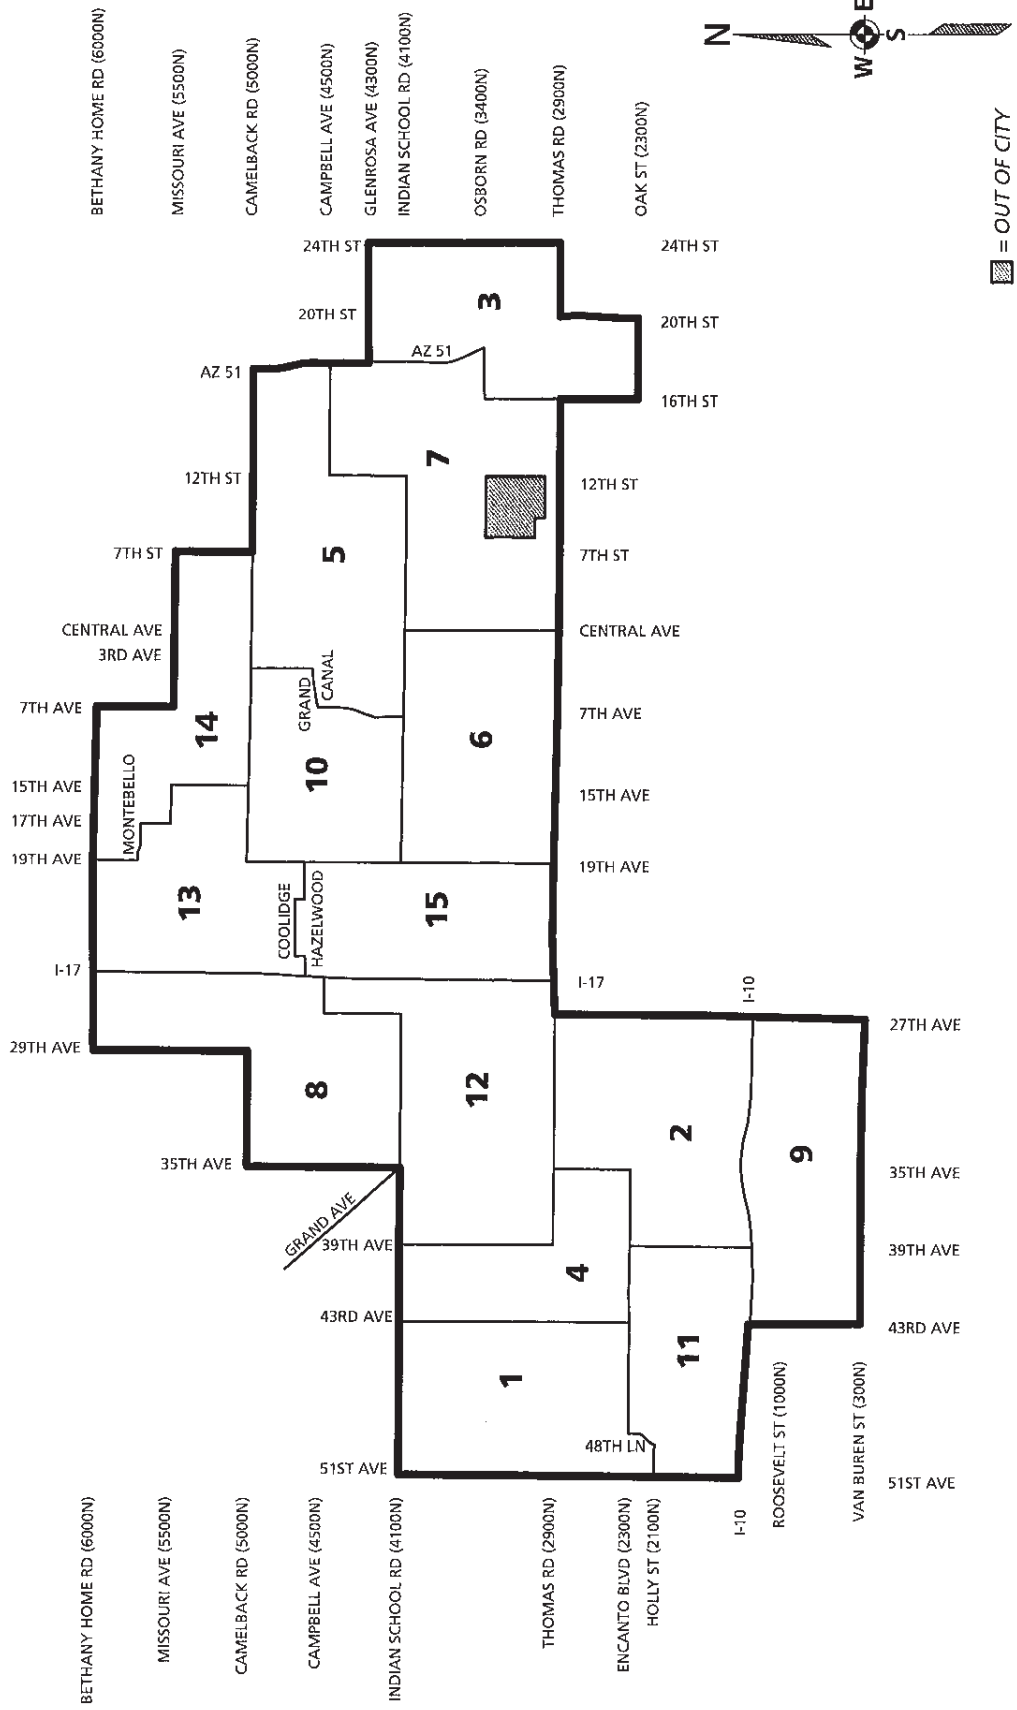 BETHANY HOME RD (6000N)
MISSOURI AVE (5500N)
CAMELBACK RD (5000N)
CAMPBELL AVE (4500N)
GLENROSA AVE (4300N)
INDIAN SCHOOL RD (4100N)
OSBORN RD (3400N)
THOMAS RD (2900N)
OAK ST (2300N)
N
W
E
S
= OUT OF CITY
24TH ST
24TH ST
20TH ST
20TH ST
AZ 51
AZ 51
16TH ST
12TH ST
12TH ST
7TH ST
7TH ST
CENTRAL AVE
CENTRAL AVE
3RD AVE
7TH AVE
7TH AVE
15TH AVE
15TH AVE
17TH AVE
19TH AVE
19TH AVE
MONTEBELLO
GRAND
CANAL
COOLIDGE
HAZELWOOD
I-17
I-17
I-10
27TH AVE
29TH AVE
35TH AVE
35TH AVE
GRAND AVE
39TH AVE
39TH AVE
43RD AVE
43RD AVE
48TH LN
51ST AVE
51ST AVE
3
7
5
14
10
6
13
15
8
12
2
9
4
11
1
BETHANY HOME RD (6000N)
MISSOURI AVE (5500N)
CAMELBACK RD (5000N)
CAMPBELL AVE (4500N)
INDIAN SCHOOL RD (4100N)
THOMAS RD (2900N)
ENCANTO BLVD (2300N)
HOLLY ST (2100N)
I-10
ROOSEVELT ST (1000N)
VAN BUREN ST (300N)